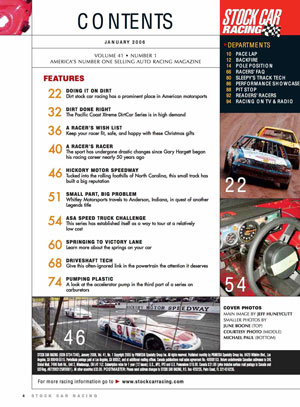 CONTENTS
JANUARY 2006
VOLUME 41 • NUMBER 1
AMERICA'S NUMBER ONE SELLING AUTO RACING MAGAZINE
STOCK CAR
RACING
FEATURES
22 DOING IT ON DIRT
Dirt stock car racing has a prominent place in American motorsports
32 DIRT DONE RIGHT
The Pacific Coast Xtreme DirtCar Series is in high demand
36 A RACER'S WISH LIST
Keep your racer fit, safe, and happy with these Christmas gifts
40 A RACER'S RACER
The sport has undergone drastic changes since Gary Hargett began
his racing career nearly 50 years ago
46 HICKORY MOTOR SPEEDWAY
Tucked into the rolling foothills of North Carolina, this small track has
built a big reputation
51 SMALL PART, BIG PROBLEM
Whitley Motorsports travels to Anderson, Indiana, in quest of another
Legends title
54 ASA SPEED TRUCK CHALLENGE
This series has established itself as a way to tour at a relatively
low cost
60 SPRINGING TO VICTORY LANE
Learn more about the springs on your car
68 DRIVESHAFT TECH
Give this often-ignored link in the powertrain the attention it deserves
74 PUMPING PLASTIC
A look at the accelerator pump in the third part of a series on
carburetors
DEPARTMENTS
10 PACE LAP
12 BACKFIRE
14 POLE POSITION
66 RACERS' FAQ
80 SLEEPY'S TRACK TECH
86 PERFORMANCE SHOWCASE
88 PIT STOP
92 READERS' RACERS
94 RACING ON TV & RADIO
22
54
46
MOTOR SPEEDWAY
COVER PHOTOS
MAIN IMAGE BY JEFF HUNEYCUTT
SMALLER PHOTOS BY
JUNE BOONE (TOP)
COURTESY PHOTO (MIDDLE)
MICHAEL PAUL (BOTTOM)
For more racing information go to ► www.stockcarracing.com
4 STOCK CAR RACING